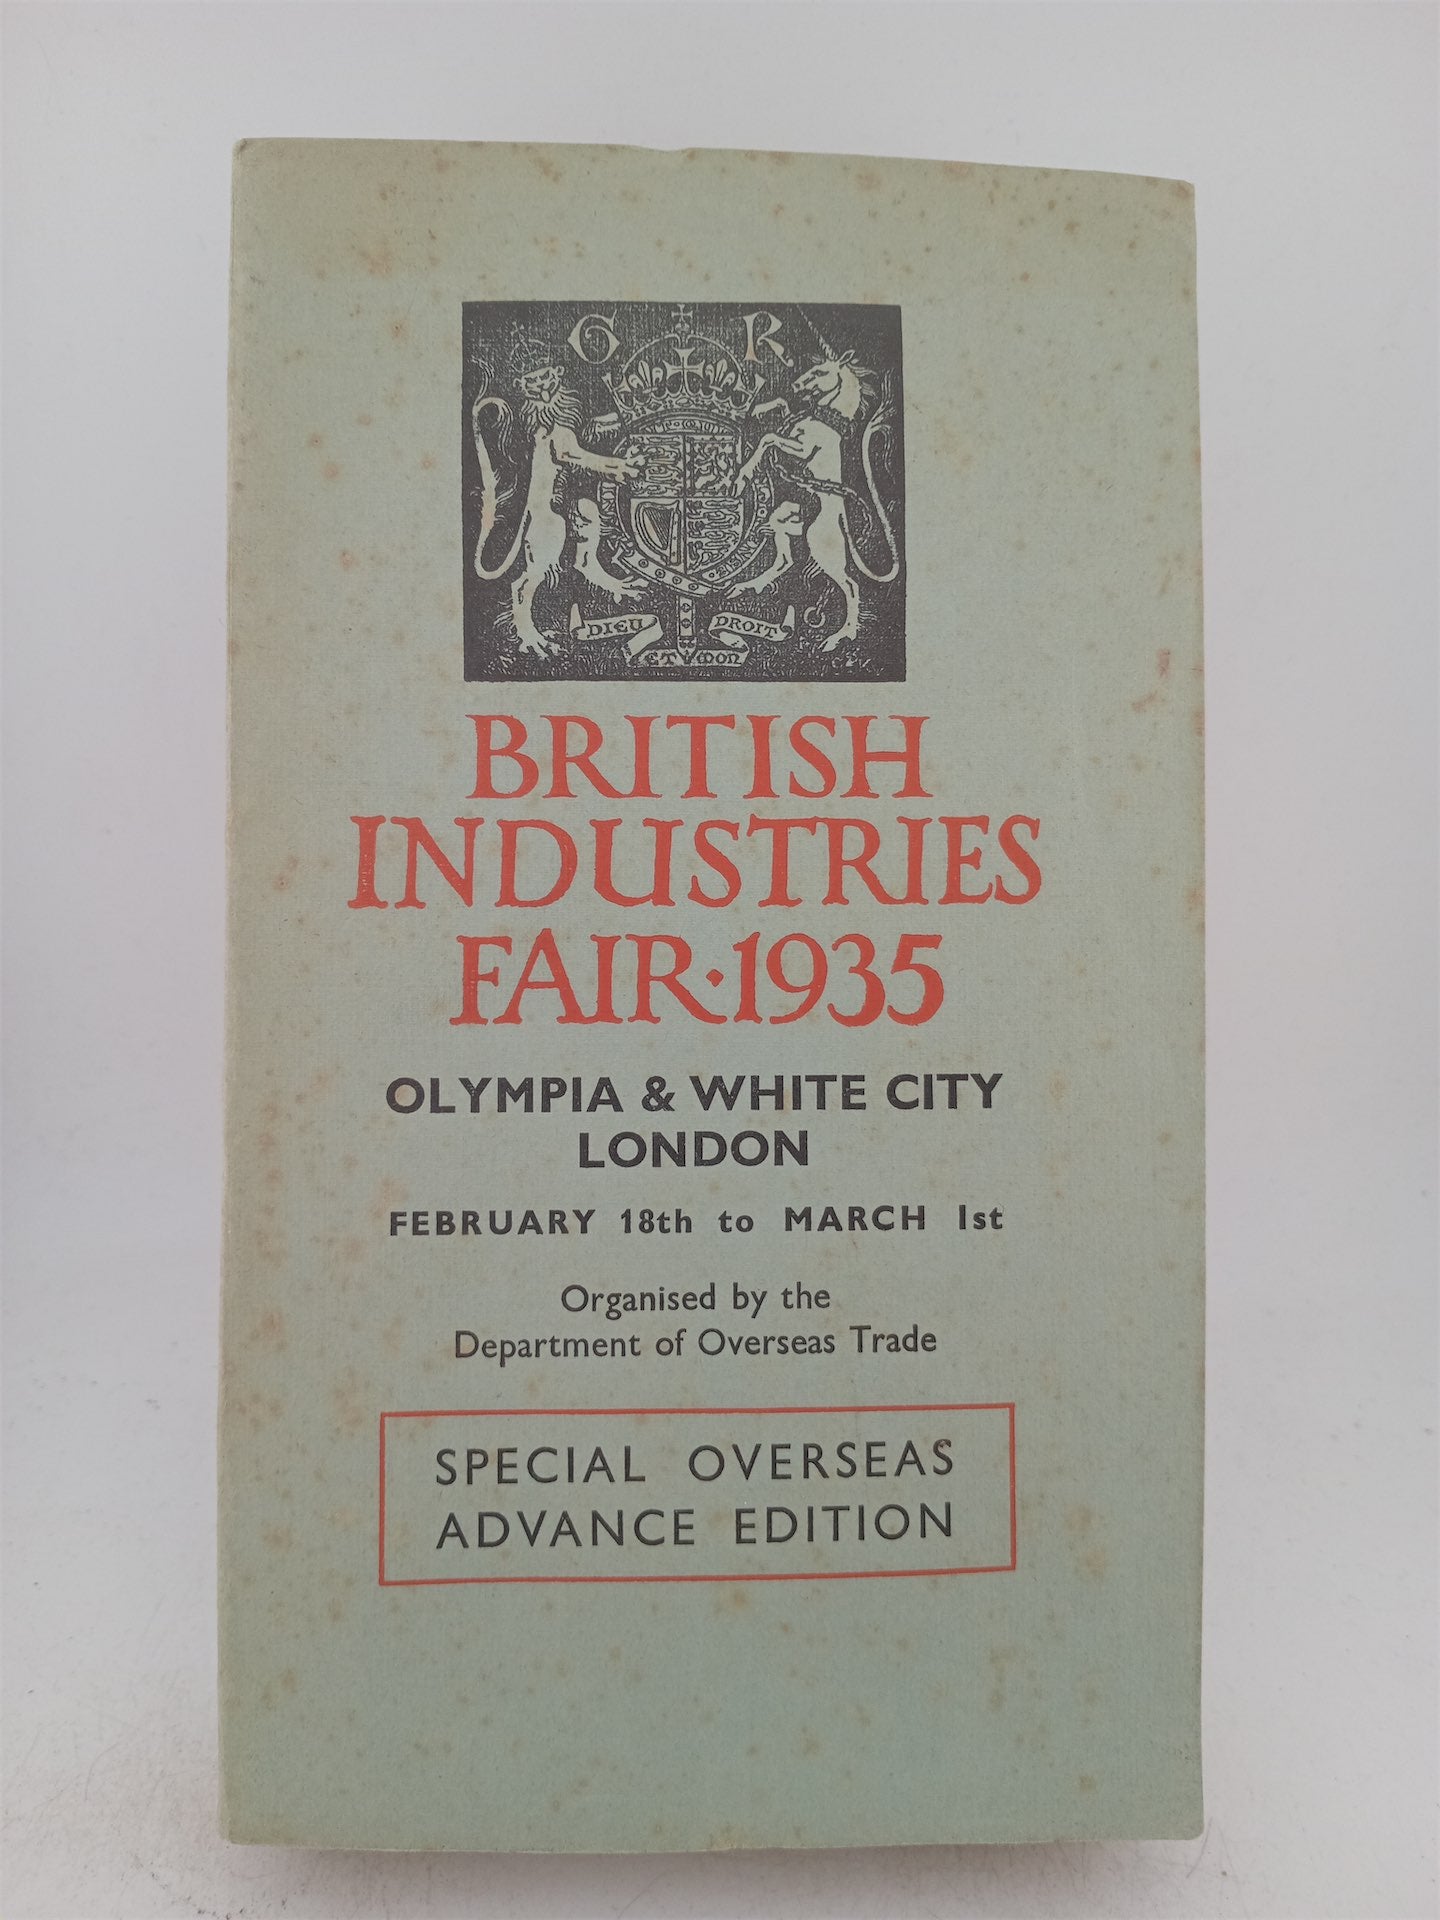 G R
DIEU DROIT
ET MON
BRITISH
INDUSTRIES
FAIR·1935
OLYMPIA & WHITE CITY
LONDON
FEBRUARY 18th to MARCH 1st
Organised by the
Department of Overseas Trade
SPECIAL OVERSEAS
ADVANCE EDITION